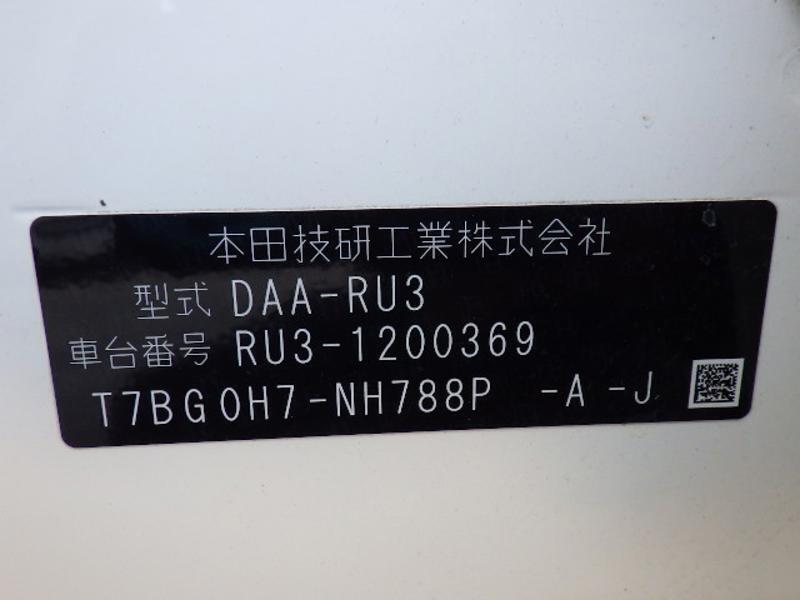 本田技研工業株式会社
型式 DAA-RU3
車台番号 RU3-1200369
T7BG0H7-NH788P -A -J